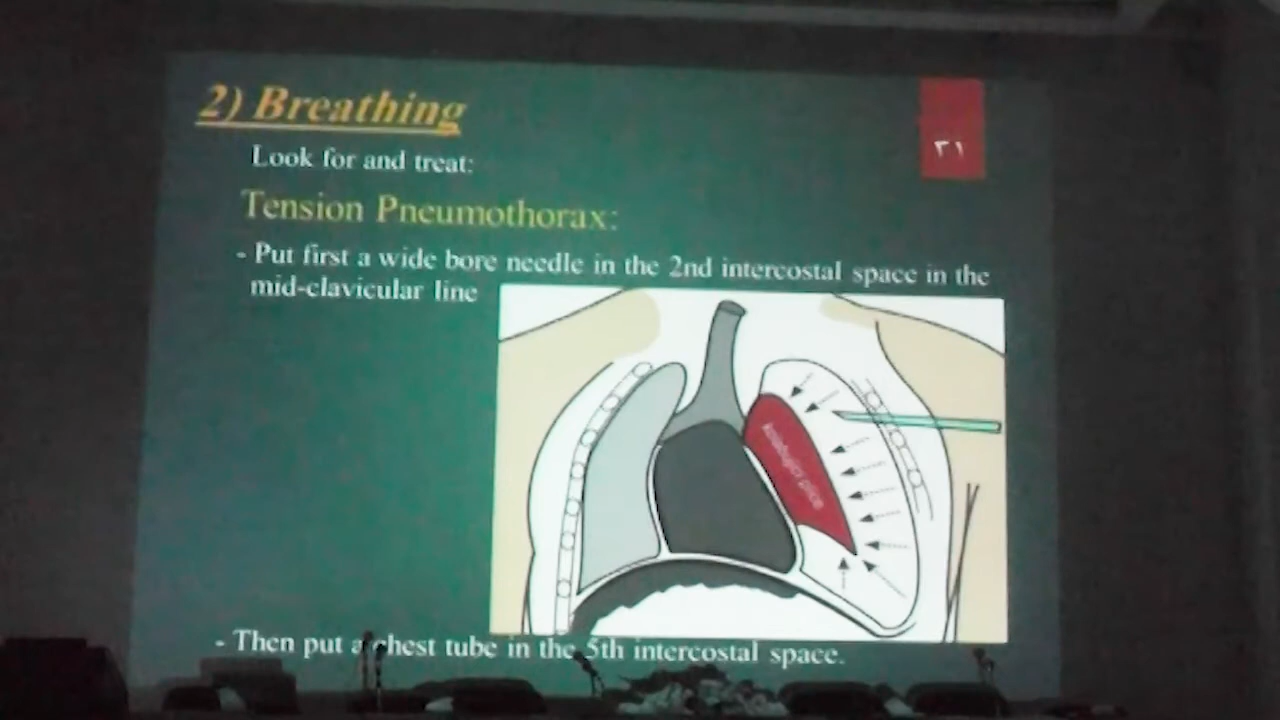 2) Breathing
٣١
Look for and treat:
Tension Pneumothorax:
- Put first a wide bore needle in the 2nd intercostal space in the
mid-clavicular line
- Then put a chest tube in the 5th intercostal space.